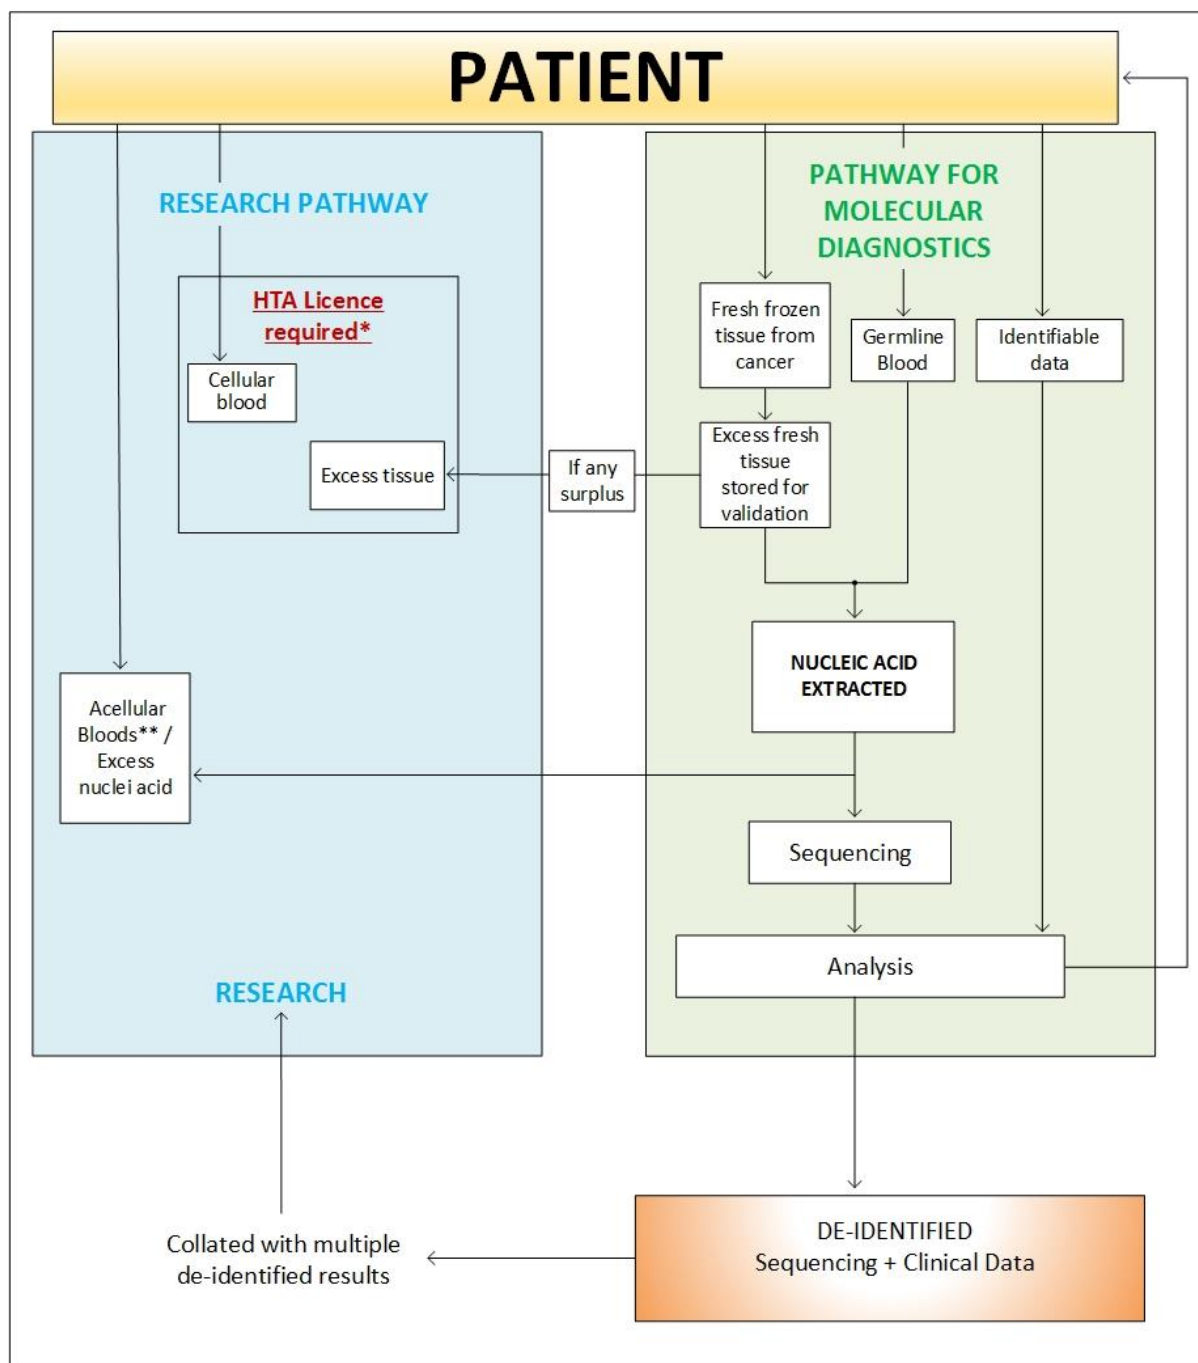 PATIENT
RESEARCH PATHWAY
HTA Licence
required*
Cellular
blood
Excess tissue
If any
surplus
Acellular
Bloods** /
Excess
nuclei acid
RESEARCH
PATHWAY FOR
MOLECULAR
DIAGNOSTICS
Fresh frozen
tissue from
cancer
Germline
Blood
Identifiable
data
Excess fresh
tissue
stored for
validation
NUCLEIC ACID
EXTRACTED
Sequencing
Analysis
DE-IDENTIFIED
Sequencing + Clinical Data
Collated with multiple
de-identified results